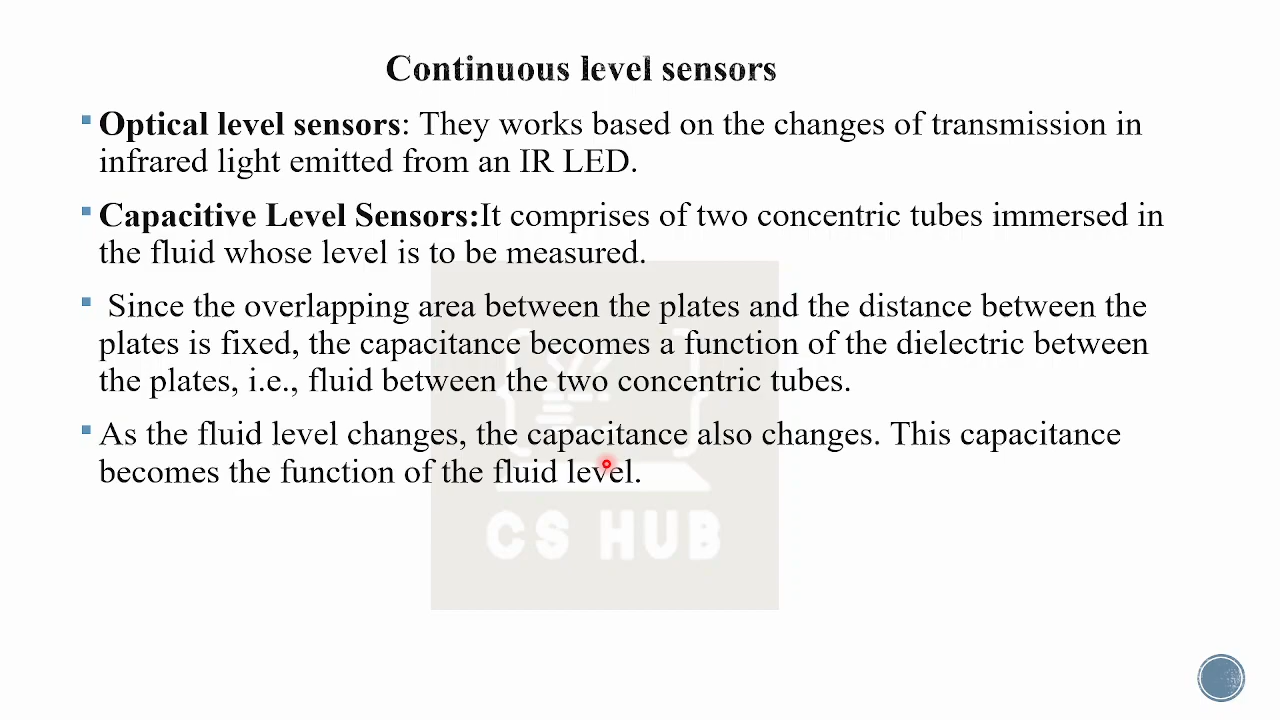 Continuous level sensors
Optical level sensors: They works based on the changes of transmission in
infrared light emitted from an IR LED.
Capacitive Level Sensors:It comprises of two concentric tubes immersed in
the fluid whose level is to be measured.
Since the overlapping area between the plates and the distance between the
plates is fixed, the capacitance becomes a function of the dielectric between
the plates, i.e., fluid between the two concentric tubes.
As the fluid level changes, the capacitance also changes. This capacitance
becomes the function of the fluid level.
CS HUB